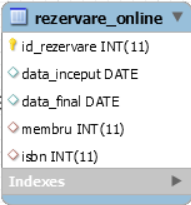 rezervare_online
id_rezervare INT(11)
data_inceput DATE
data_final DATE
membru INT(11)
isbn INT(11)
Indexes